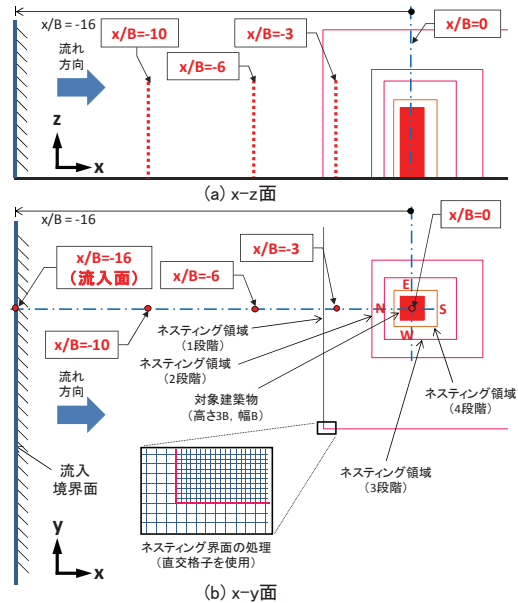 x/B = -16
x/B=-10
x/B=-6
x/B=-3
x/B=0
流れ
方向
z
x
(a) x-z面
x/B = -16
x/B=0
x/B=-16
(流入面)
x/B=-3
x/B=-6
x/B=-10
E
N
S
W
ネスティング領域
(1段階)
ネスティング領域
(2段階)
対象建築物
(高さ3B, 幅B)
ネスティング領域
(4段階)
ネスティング領域
(3段階)
流れ
方向
流入
境界面
ネスティング界面の処理
(直交格子を使用)
y
x
(b) x-y面